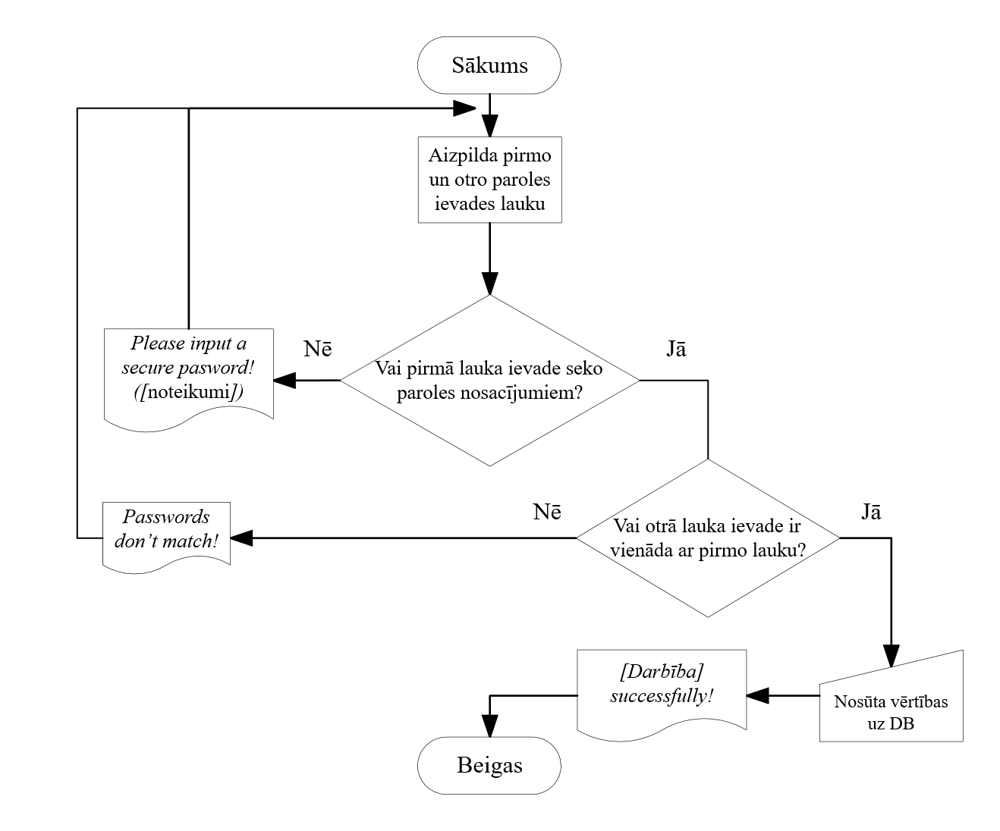 Sākums
Aizpilda pirmo
un otro paroles
ievades lauku
Vai pirmā lauka ievade seko
paroles nosacījumiem?
Nē
Jā
Please input a
secure pasword!
([noteikumi])
Vai otrā lauka ievade ir
vienāda ar pirmo lauku?
Nē
Jā
Passwords
don't match!
Nosūta vērtības
uz DB
[Darbība]
successfully!
Beigas